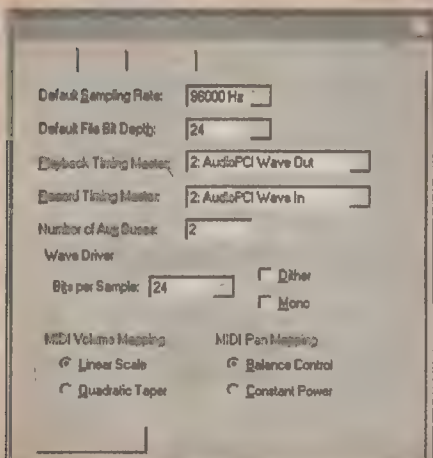 Default Sampling Rate: 96000 Hz
Default File Bit Depth: 24
Playback Timing Master: 2: AudioPCI Wave Out
Record Timing Master: 2: AudioPCI Wave In
Number of Aux Buses: 2
Wave Driver
Bits per Sample: 24
Dither
Mono
MIDI Volume Mapping
MIDI Pan Mapping
Linear Scale
Balance Control
Quadratic Taper
Constant Power